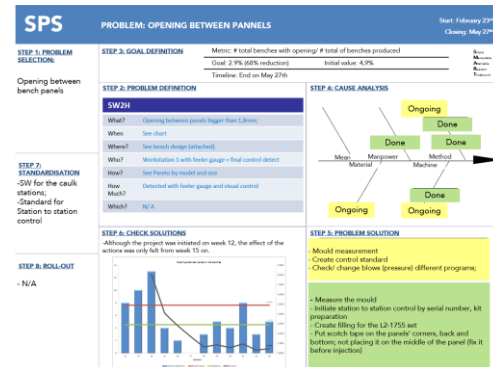 SPS
PROBLEM: OPENING BETWEEN PANNELS
Start: February 23rd
Closing: May 27th
STEP 1: PROBLEM
SELECTION:
Opening between
bench panels
STEP 3: GOAL DEFINITION
Metric: # total benches with opening/ # total of benches produced
Goal: 2.9% (68% reduction)
Initial value: 4,9%
Timeline: End on May 27th
STEP 2: PROBLEM DEFINITION
5W2H
What? Opening between panels bigger than 1,8mm;
When See chart
Where? See bench design (attached)
Who? Workstation 1 with feeler gauge + final control detect
How? See Pareto by model and size
How
Much? Detected with feeler gauge and visual control
Which? N/ A
STEP 4: CAUSE ANALYSIS
Ongoing
Done
Done
Done
Mean
Manpower
Method
Material
Machine
Done
Ongoing
Ongoing
STEP 7:
STANDARDISATION
-SW for the caulk
stations;
-Standard for
Station to station
control
STEP 8: ROLL-OUT
- N/A
STEP 6: CHECK SOLUTIONS
-Although the project was initiated on week 12, the effect of the
actions was only felt from week 15 on.
STEP 5: PROBLEM SOLUTION
- Mould measurement
- Create control standard
- Check/ change blows (pressure) different programs;
- Measure the mould
- Initiate station to station control by serial number, kit
preparation
- Create filling for the L2-1755 set
- Put scotch tape on the panels' corners, back and
bottom; not placing it on the middle of the panel (fix it
before injection)